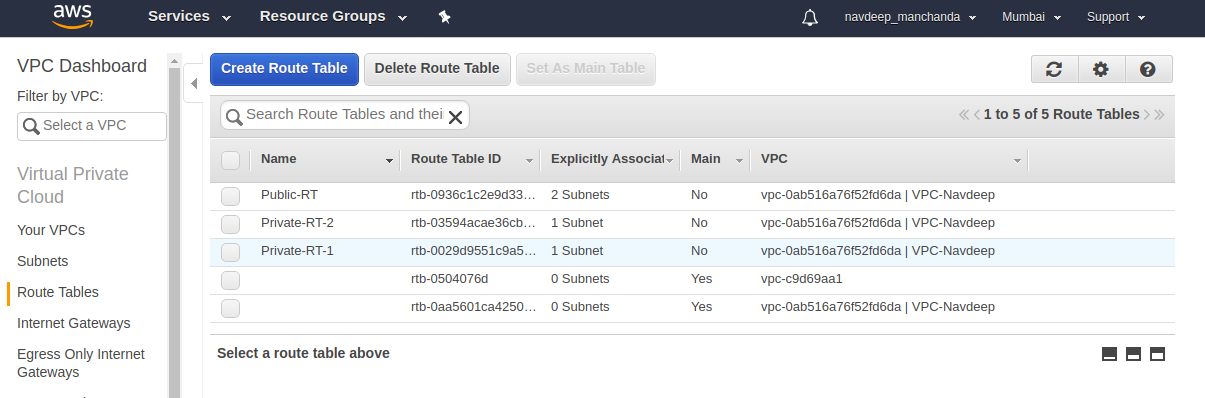 aws Services Resource Groups navdeep_manchanda Mumbai Support
VPC Dashboard
Filter by VPC:
Select a VPC
Virtual Private
Cloud
Your VPCs
Subnets
Route Tables
Internet Gateways
Egress Only Internet
Gateways
Create Route Table Delete Route Table Set As Main Table
Search Route Tables and thei
1 to 5 of 5 Route Tables
Name Route Table ID Explicitly Associat Main VPC
Public-RT rtb-0936c1c2e9d33… 2 Subnets No vpc-0ab516a76f52fd6da | VPC-Navdeep
Private-RT-2 rtb-03594acae36cb… 1 Subnet No vpc-0ab516a76f52fd6da | VPC-Navdeep
Private-RT-1 rtb-0029d9551c9a5… 1 Subnet No vpc-0ab516a76f52fd6da | VPC-Navdeep
rtb-0504076d 0 Subnets Yes vpc-c9d69aa1
rtb-0aa5601ca4250… 0 Subnets Yes vpc-0ab516a76f52fd6da | VPC-Navdeep
Select a route table above